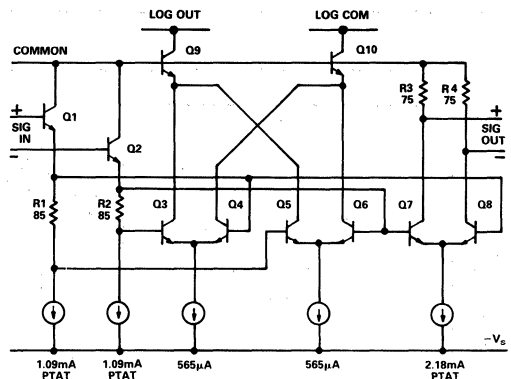 LOG OUT
LOG COM
COMMON
Q9
Q10
R3
75
R4
75
+
SIG
IN
−
Q1
Q2
+
SIG
OUT
−
R1
85
R2
85
Q3
Q4
Q5
Q6
Q7
Q8
−Vs
1.09mA
PTAT
1.09mA
PTAT
565μA
565μA
2.18mA
PTAT